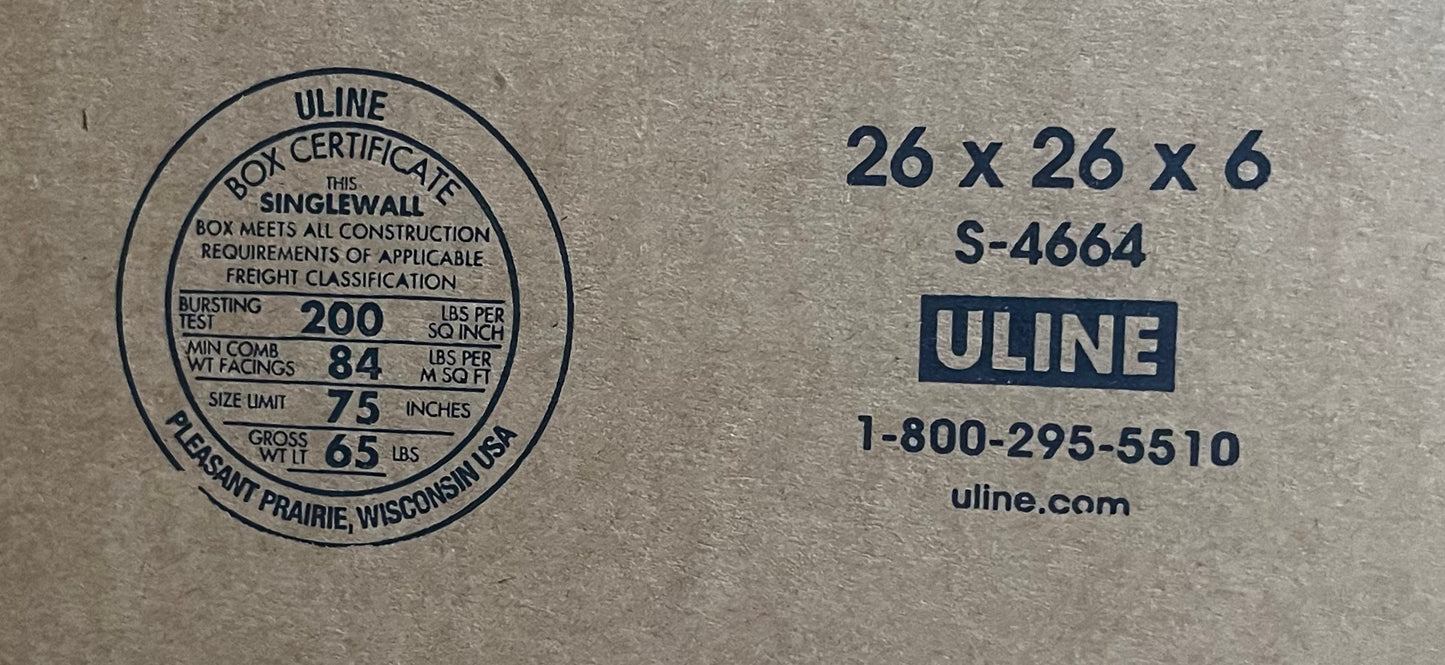 ULINE
BOX CERTIFICATE
THIS
SINGLEWALL
BOX MEETS ALL CONSTRUCTION
REQUIREMENTS OF APPLICABLE
FREIGHT CLASSIFICATION
BURSTING TEST 200 LBS PER SQ INCH
MIN COMB WT FACINGS 84 LBS PER M SQ FT
SIZE LIMIT 75 INCHES
GROSS WT LT 65 LBS
PLEASANT PRAIRIE, WISCONSIN USA
26 x 26 x 6
S-4664
ULINE
1-800-295-5510
uline.com